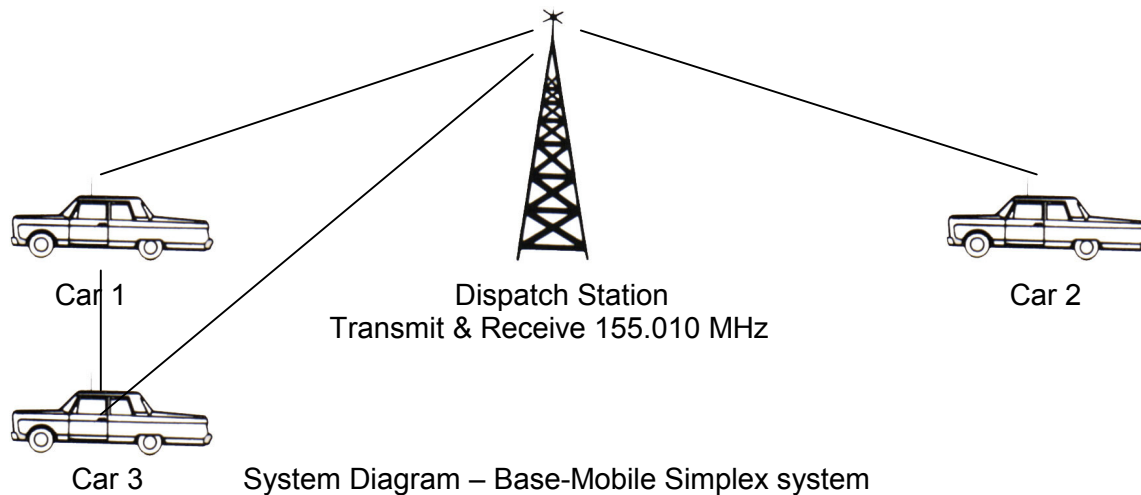 Car 1
Dispatch Station
Transmit & Receive 155.010 MHz
Car 2
Car 3
System Diagram – Base-Mobile Simplex system